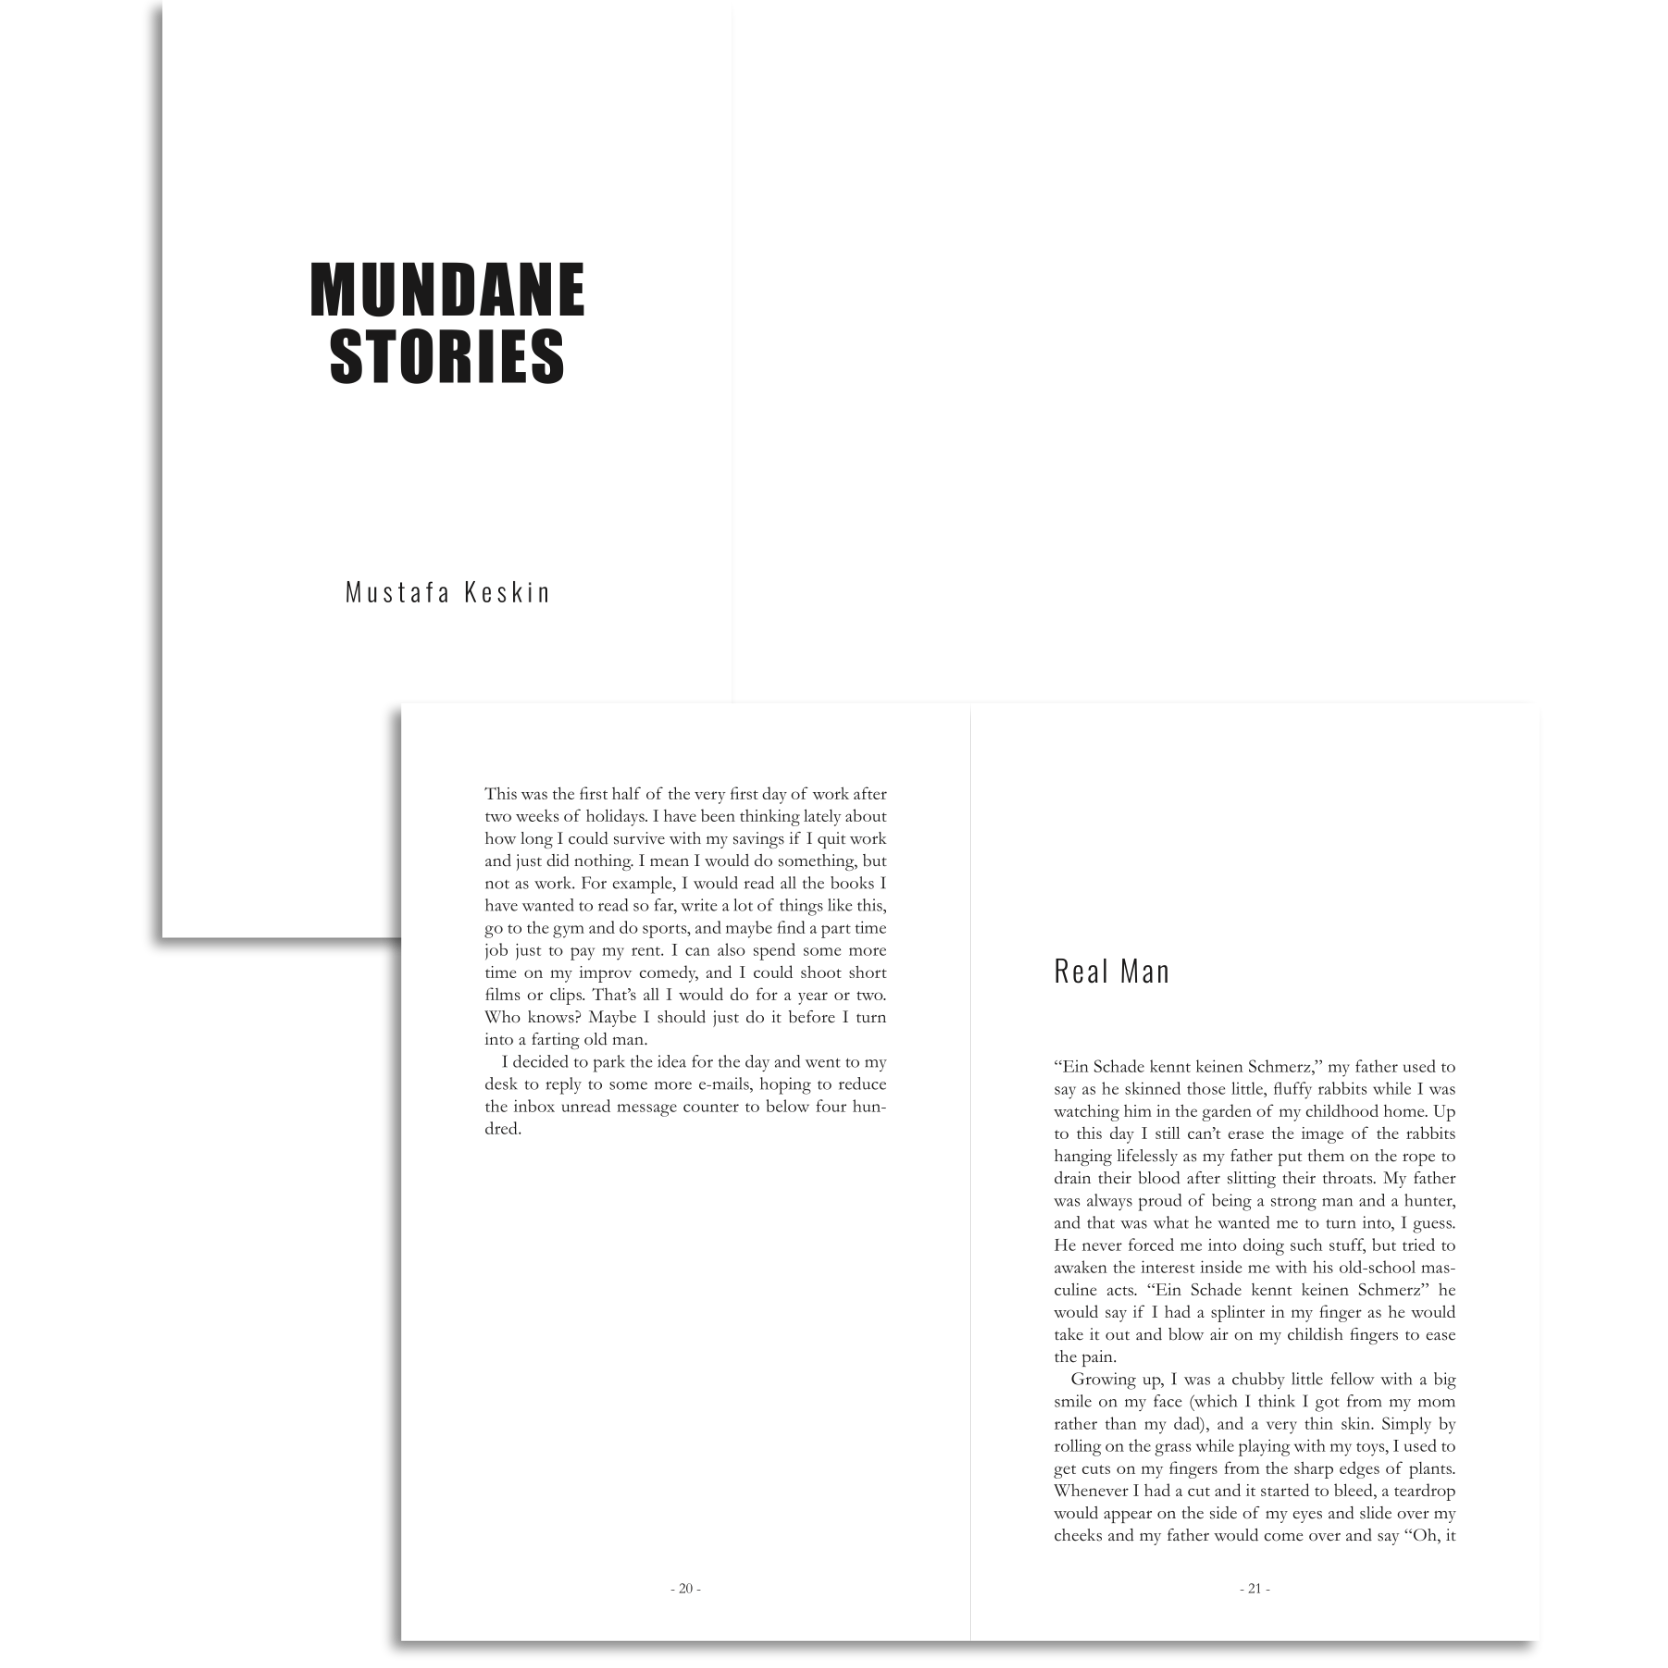 MUNDANE
STORIES
Mustafa Keskin
This was the first half of the very first day of work after
two weeks of holidays. I have been thinking lately about
how long I could survive with my savings if I quit work
and just did nothing. I mean I would do something, but
not as work. For example, I would read all the books I
have wanted to read so far, write a lot of things like this,
go to the gym and do sports, and maybe find a part time
job just to pay my rent. I can also spend some more
time on my improv comedy, and I could shoot short
films or clips. That’s all I would do for a year or two.
Who knows? Maybe I should just do it before I turn
into a farting old man.
I decided to park the idea for the day and went to my
desk to reply to some more e-mails, hoping to reduce
the inbox unread message counter to below four hun-
dred.
- 20 -
Real Man
“Ein Schade kennt keinen Schmerz,” my father used to
say as he skinned those little, fluffy rabbits while I was
watching him in the garden of my childhood home. Up
to this day I still can’t erase the image of the rabbits
hanging lifelessly as my father put them on the rope to
drain their blood after slitting their throats. My father
was always proud of being a strong man and a hunter,
and that was what he wanted me to turn into, I guess.
He never forced me into doing such stuff, but tried to
awaken the interest inside me with his old-school mas-
culine acts. “Ein Schade kennt keinen Schmerz” he
would say if I had a splinter in my finger as he would
take it out and blow air on my childish fingers to ease
the pain.
Growing up, I was a chubby little fellow with a big
smile on my face (which I think I got from my mom
rather than my dad), and a very thin skin. Simply by
rolling on the grass while playing with my toys, I used to
get cuts on my fingers from the sharp edges of plants.
Whenever I had a cut and it started to bleed, a teardrop
would appear on the side of my eyes and slide over my
cheeks and my father would come over and say “Oh, it
- 21 -